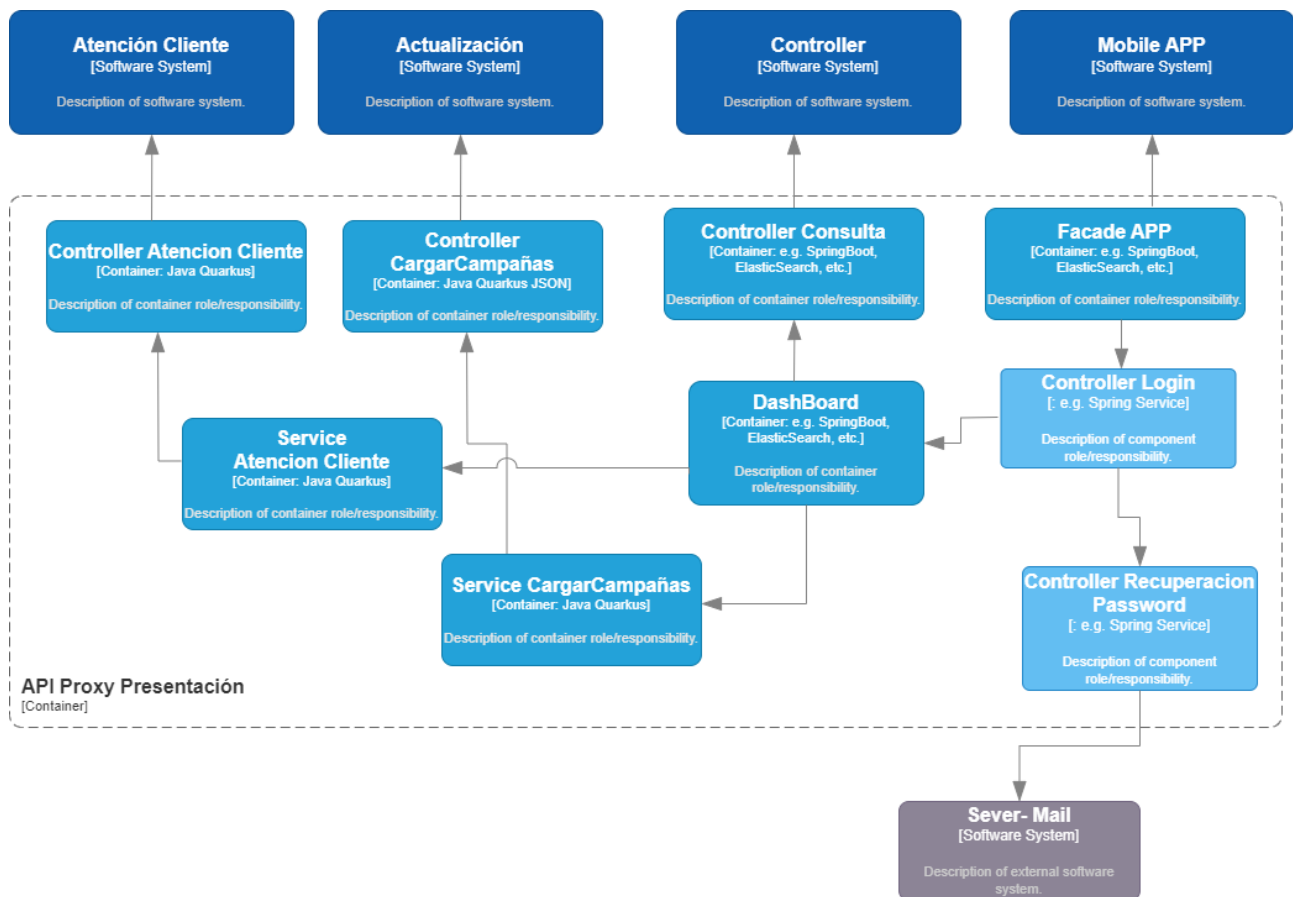 Atención Cliente
[Software System]
Description of software system.
Actualización
[Software System]
Description of software system.
Controller
[Software System]
Description of software system.
Mobile APP
[Software System]
Description of software system.
Controller Atencion Cliente
[Container: Java Quarkus]
Description of container role/responsibility.
Controller
CargarCampañas
[Container: Java Quarkus JSON]
Description of container role/responsibility.
Controller Consulta
[Container: e.g. SpringBoot,
ElasticSearch, etc.]
Description of container role/responsibility.
Facade APP
[Container: e.g. SpringBoot,
ElasticSearch, etc.]
Description of container role/responsibility.
Controller Login
[: e.g. Spring Service]
Description of component
role/responsibility.
DashBoard
[Container: e.g. SpringBoot,
ElasticSearch, etc.]
Description of container
role/responsibility.
Service
Atencion Cliente
[Container: Java Quarkus]
Description of container role/responsibility.
Service CargarCampañas
[Container: Java Quarkus]
Description of container role/responsibility.
Controller Recuperacion
Password
[: e.g. Spring Service]
Description of component
role/responsibility.
API Proxy Presentación
[Container]
Sever- Mail
[Software System]
Description of external software
system.